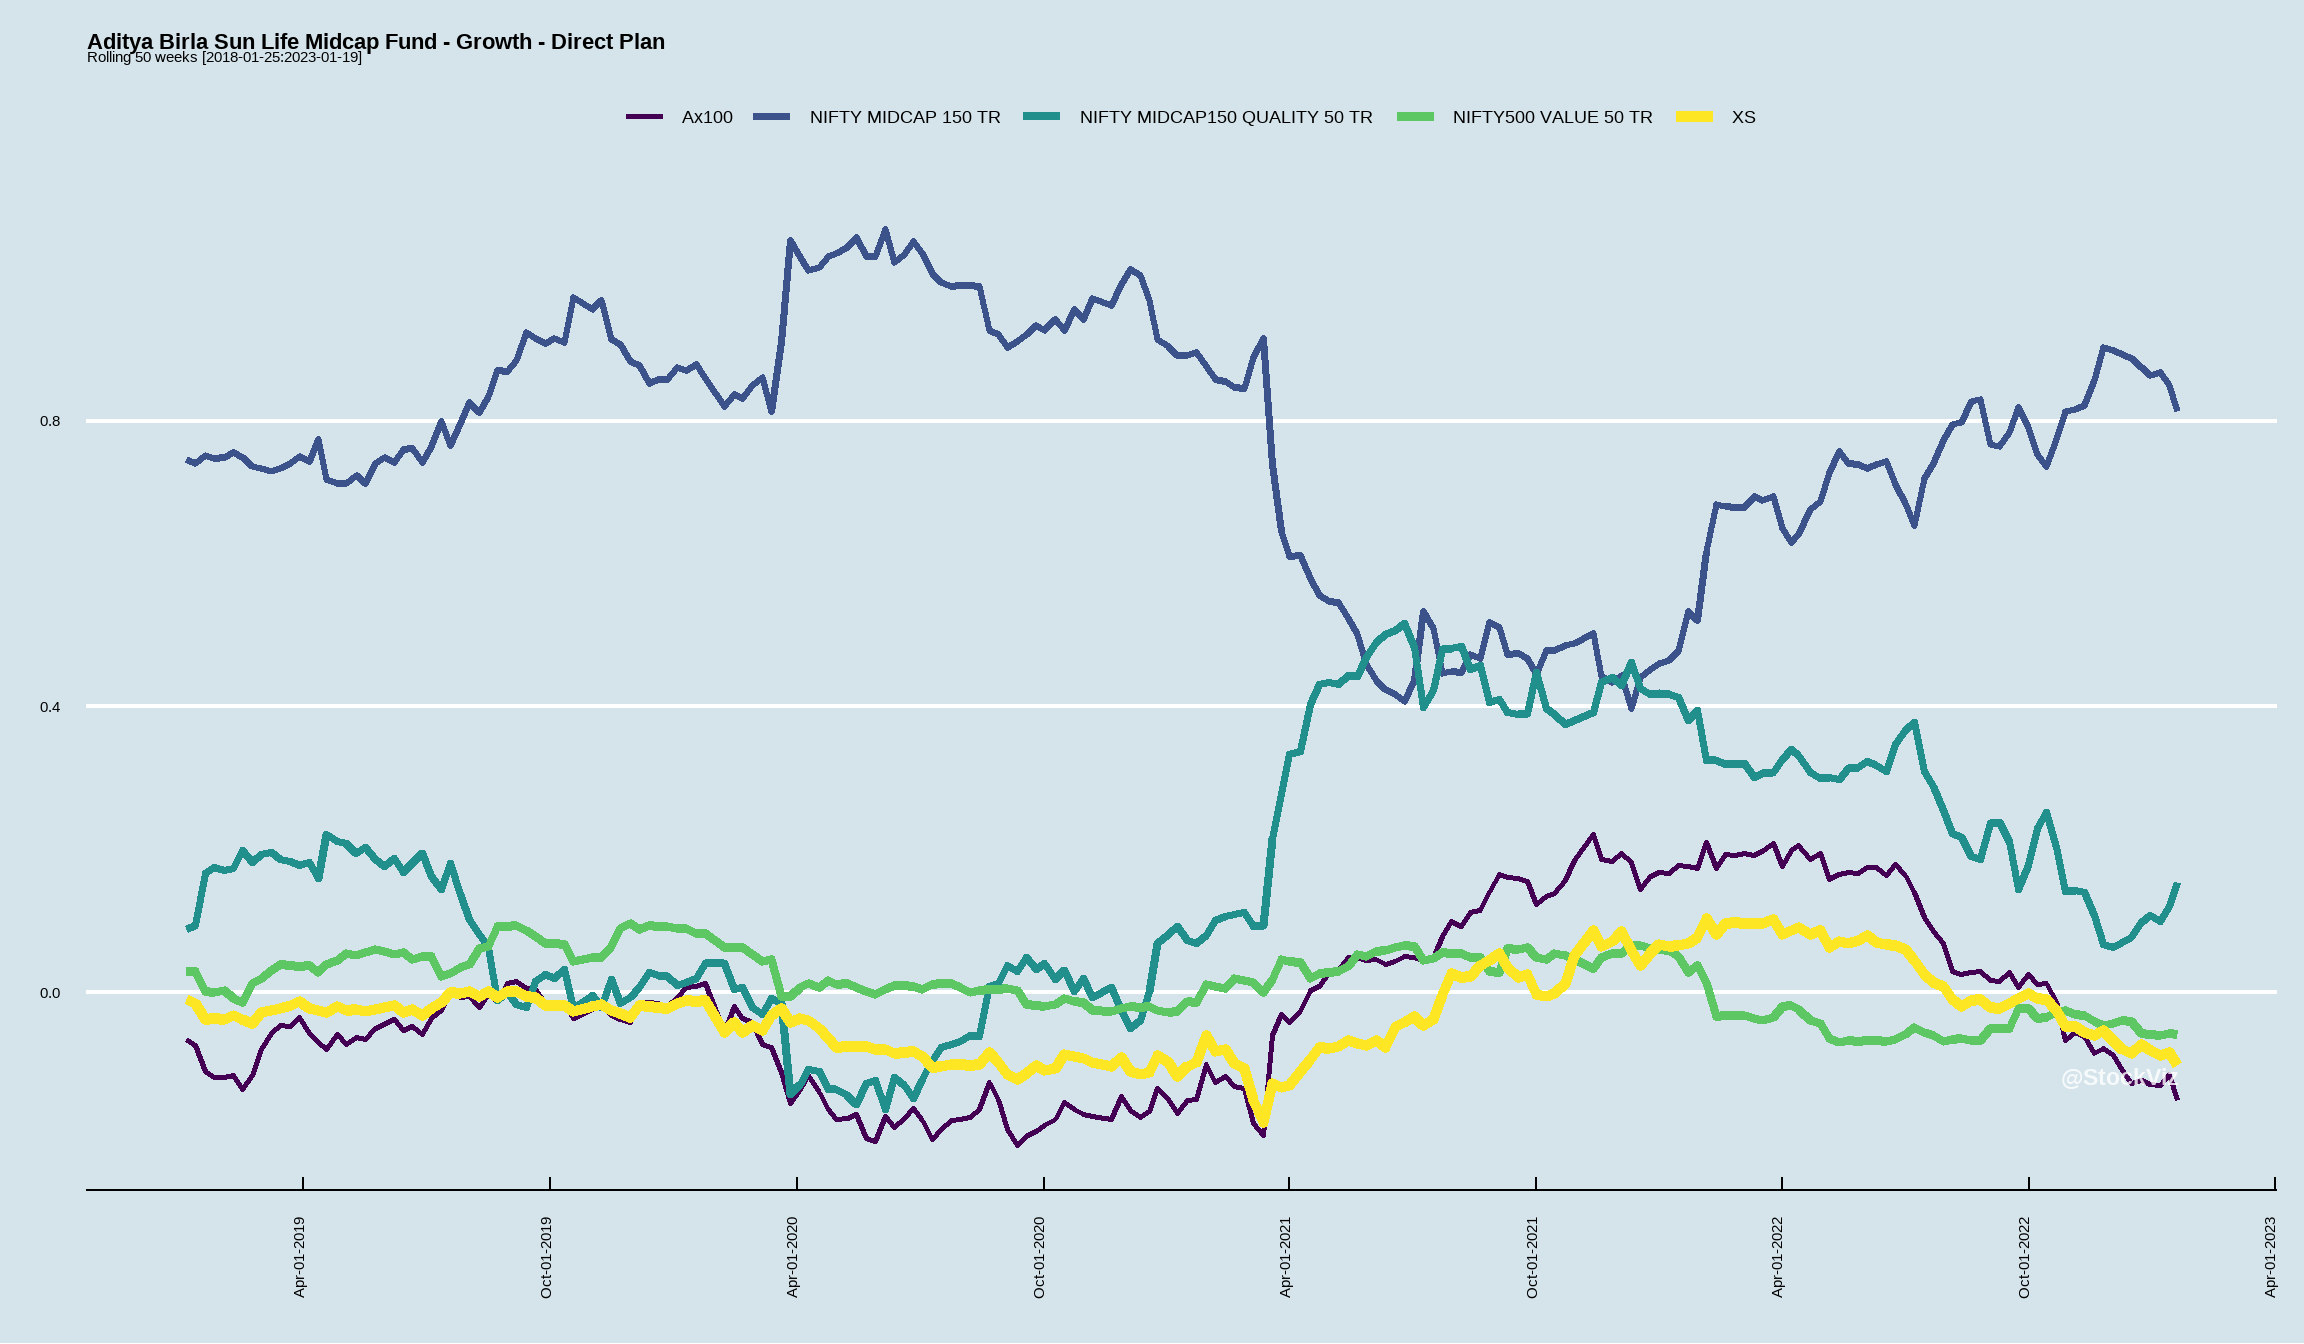 Aditya Birla Sun Life Midcap Fund - Growth - Direct Plan
Rolling 50 weeks [2018-01-25:2023-01-19]
Ax100 NIFTY MIDCAP 150 TR NIFTY MIDCAP150 QUALITY 50 TR NIFTY500 VALUE 50 TR XS
0.8
0.4
0.0
@StockViz
Apr-01-2019
Oct-01-2019
Apr-01-2020
Oct-01-2020
Apr-01-2021
Oct-01-2021
Apr-01-2022
Oct-01-2022
Apr-01-2023